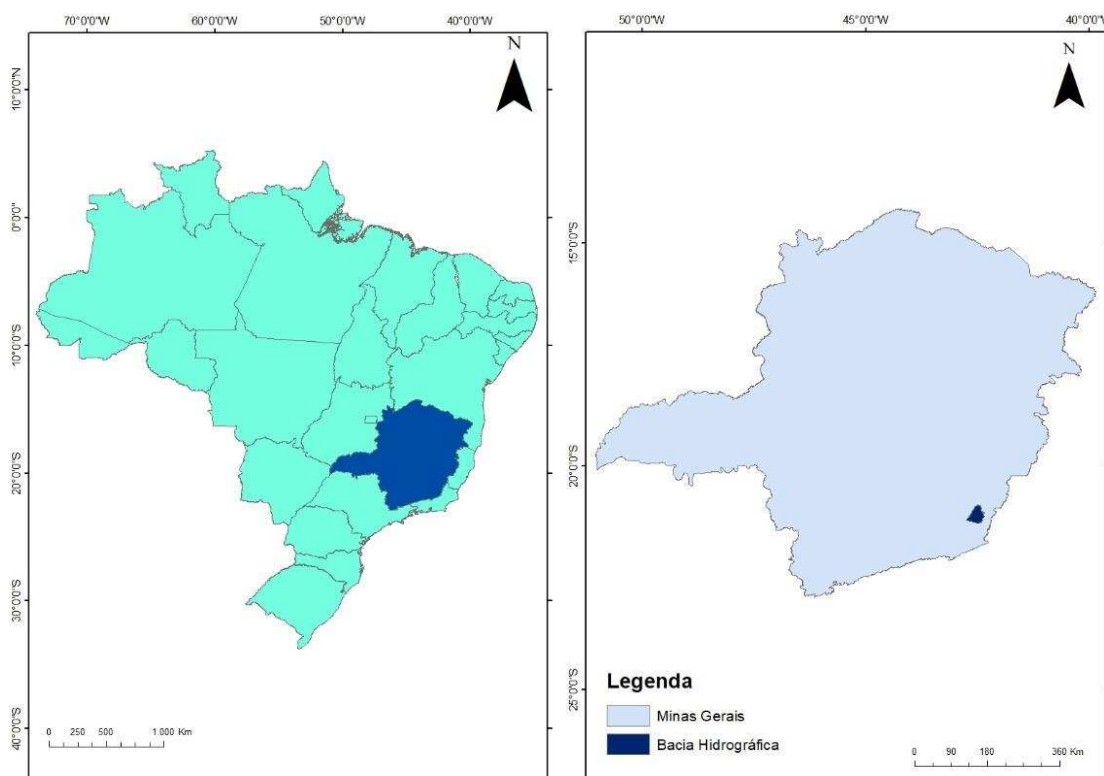 70°0'0"W 60°0'0"W 50°0'0"W 40°0'0"W
N
10°0'0"N
0°0'0"
10°0'0"S
20°0'0"S
30°0'0"S
40°0'0"S
0 250 500 1.000 Km
50°0'0"W 45°0'0"W 40°0'0"W
N
15°0'0"S
20°0'0"S
25°0'0"S
Legenda
Minas Gerais
Bacia Hidrográfica
0 90 180 360 Km